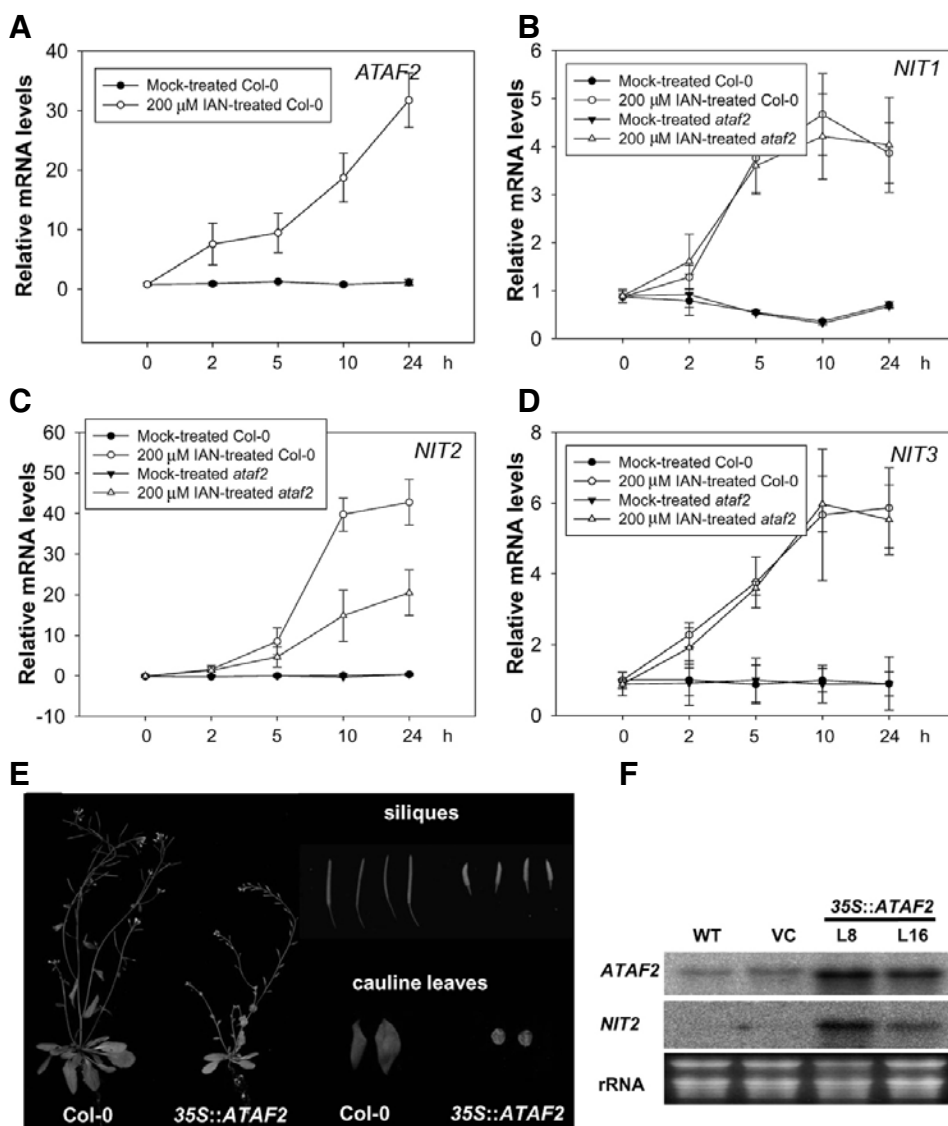 A
Relative mRNA levels
40
30
20
10
0
Mock-treated Col-0
200 µM IAN-treated Col-0
ATAF2
0 2 5 10 24 h
B
Relative mRNA levels
6
5
4
3
2
1
0
Mock-treated Col-0
200 µM IAN-treated Col-0
Mock-treated ataf2
200 µM IAN-treated ataf2
NIT1
0 2 5 10 24 h
C
Relative mRNA levels
60
50
40
30
20
10
0
-10
Mock-treated Col-0
200 µM IAN-treated Col-0
Mock-treated ataf2
200 µM IAN-treated ataf2
NIT2
0 2 5 10 24 h
D
Relative mRNA levels
8
6
4
2
0
Mock-treated Col-0
200 µM IAN-treated Col-0
Mock-treated ataf2
200 µM IAN-treated ataf2
NIT3
0 2 5 10 24 h
E
siliques
cauline leaves
Col-0 35S::ATAF2 Col-0 35S::ATAF2
F
35S::ATAF2
WT VC L8 L16
ATAF2
NIT2
rRNA